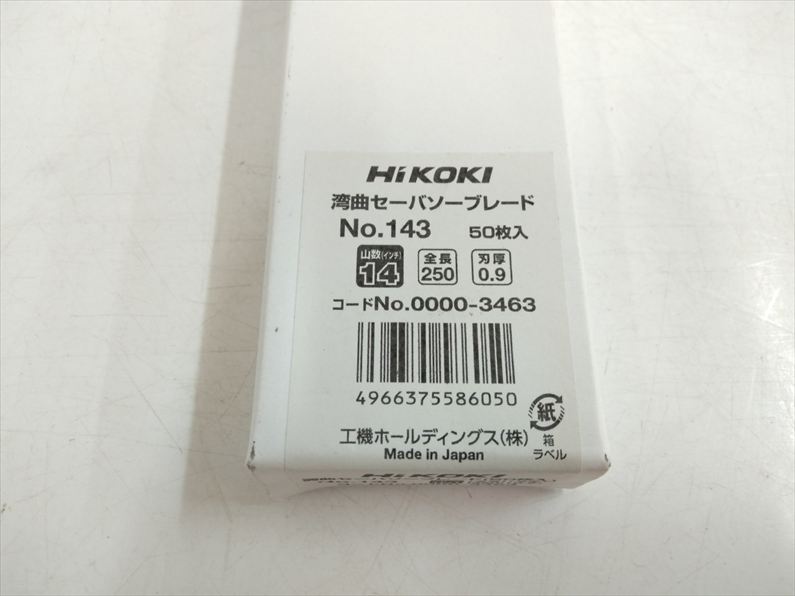 HiKOKI
湾曲セーバソーブレード
No.143 50枚入
山数(インチ) 14 全長 250 刃厚 0.9
コードNo.0000-3463
4966375586050
紙
箱
ラベル
工機ホールディングス(株)
Made in Japan
HiKOKI